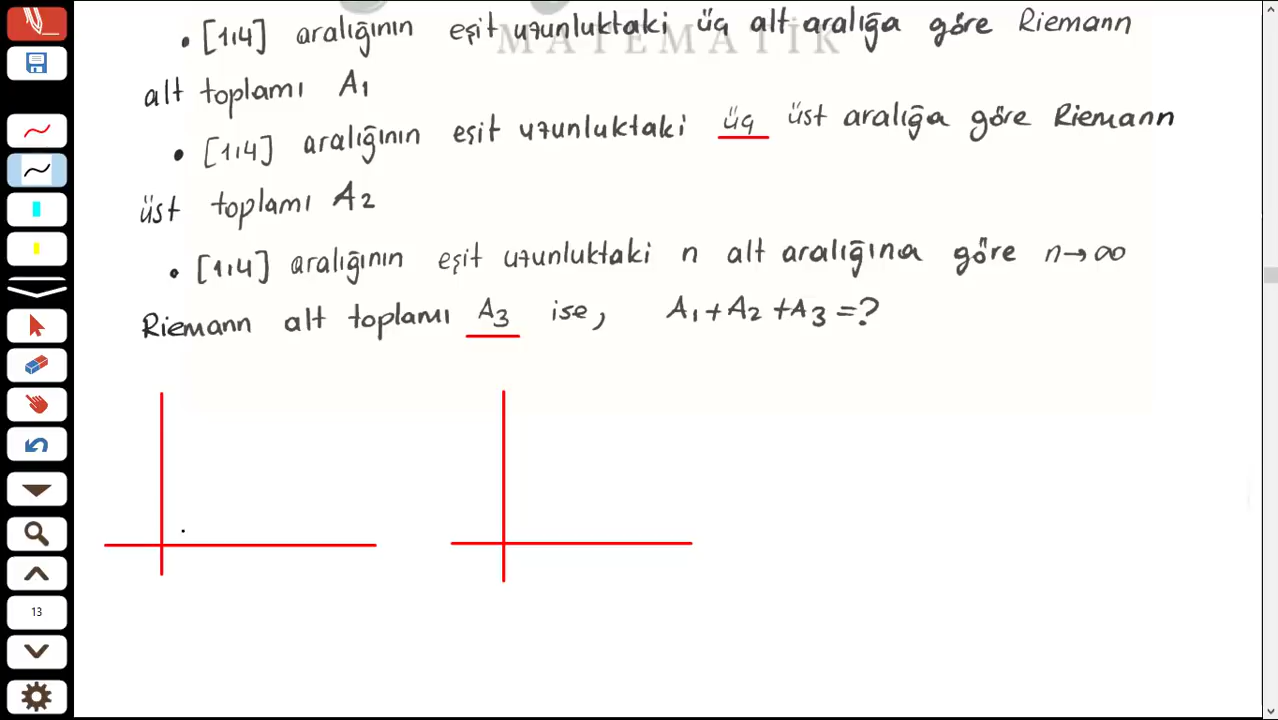 MATEMATİK
• [1,4] aralığının eşit uzunluktaki üç alt aralığa göre Riemann
alt toplamı A1
• [1,4] aralığının eşit uzunluktaki üç üst aralığa göre Riemann
üst toplamı A2
• [1,4] aralığının eşit uzunluktaki n alt aralığına göre n→∞
Riemann alt toplamı A3 ise, A1+A2+A3=?
13